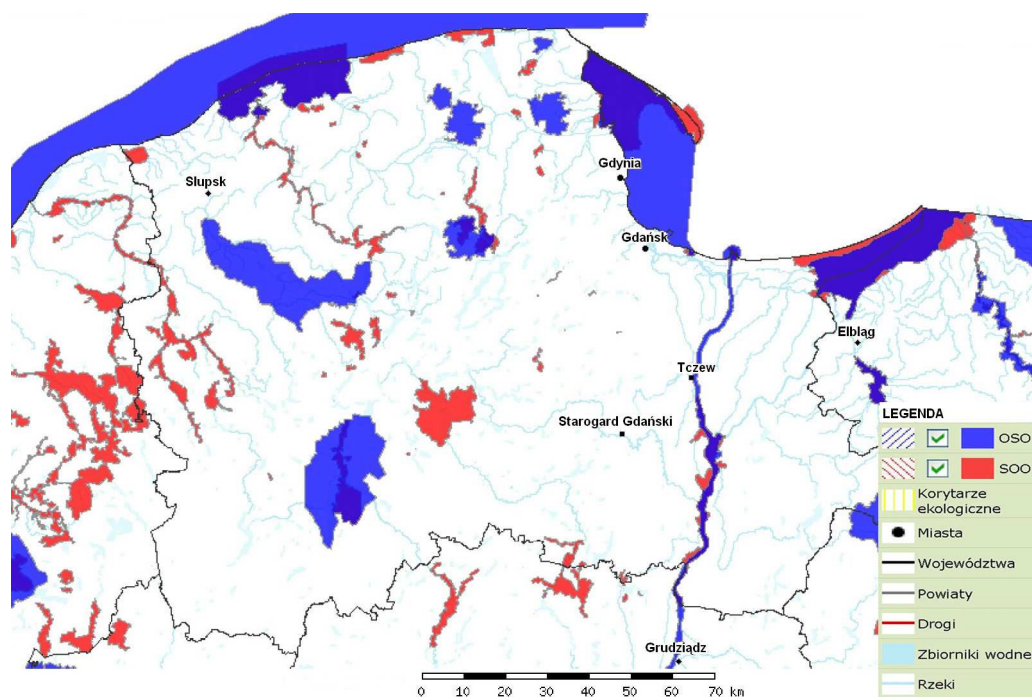 Gdynia
Slupsk
Gdańsk
Elbląg
Tczew
Starogard Gdański
LEGENDA
OSO
SOO
Korytarze
ekologiczne
Miasta
Województwa
Powiaty
Drogi
Zbiorniki wodne
Rzeki
Grudziądz
0 10 20 30 40 50 60 70 km